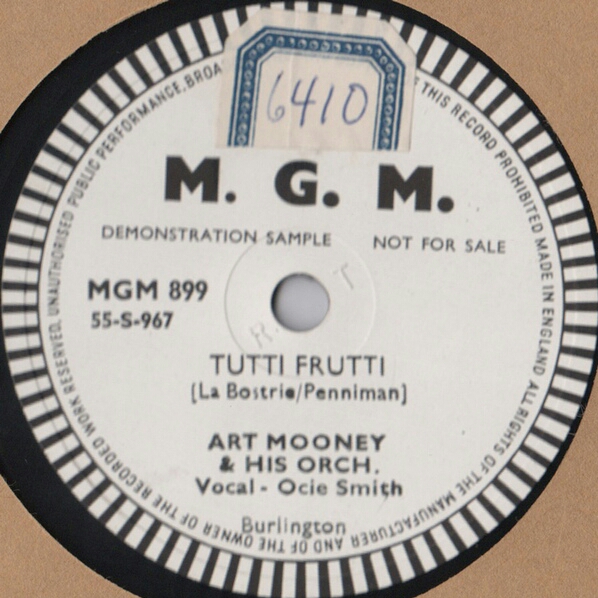 6410
M. G. M.
DEMONSTRATION SAMPLE NOT FOR SALE
MGM 899
55-S-967
R. T
TUTTI FRUTTI
(La Bostrie/Penniman)
ART MOONEY
& HIS ORCH.
Vocal - Ocie Smith
Burlington
MADE IN ENGLAND ALL RIGHTS OF THE MANUFACTURER AND OF THE OWNER OF THE RECORDED WORK RESERVED, UNAUTHORISED PUBLIC PERFORMANCE, BROA THIS RECORD PROHIBITED